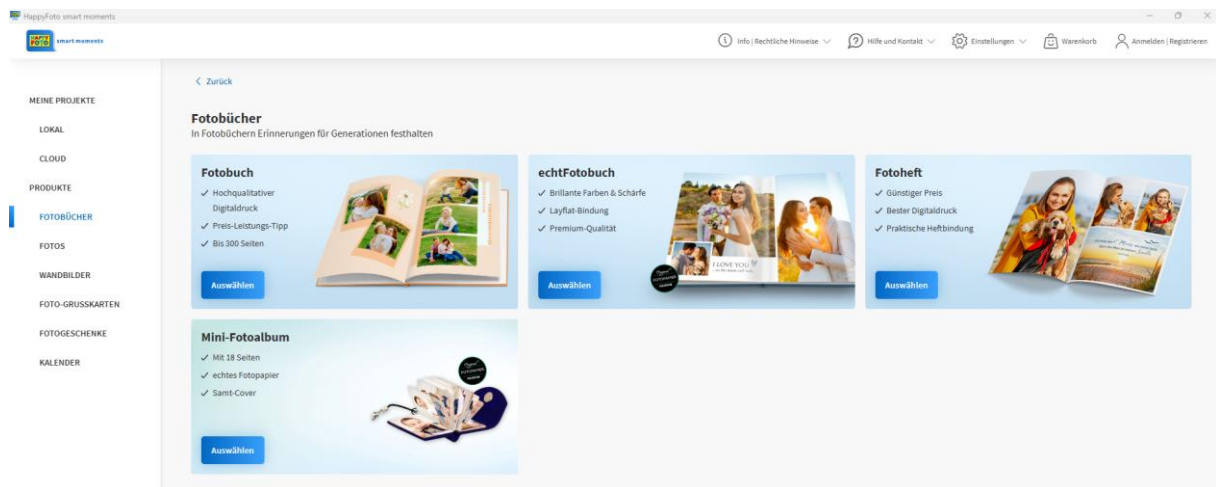 HappyFoto smart moments
HAPPY FOTO smart moments
Info | Rechtliche Hinweise
Hilfe und Kontakt
Einstellungen
Warenkorb
Anmelden | Registrieren
Zurück
MEINE PROJEKTE
LOKAL
CLOUD
PRODUKTE
FOTOBÜCHER
FOTOS
WANDBILDER
FOTO-GRUSSKARTEN
FOTOGESCHENKE
KALENDER
Fotobücher
In Fotobüchern Erinnerungen für Generationen festhalten
Fotobuch
Hochqualitativer
Digitaldruck
Preis-Leistungs-Tipp
Bis 300 Seiten
Auswählen
echtFotobuch
Brillante Farben & Schärfe
Layflat-Bindung
Premium-Qualität
I LOVE YOU
Auswählen
Fotoheft
Günstiger Preis
Bester Digitaldruck
Praktische Heftbindung
Auswählen
Mini-Fotoalbum
Mit 18 Seiten
echtes Fotopapier
Samt-Cover
Auswählen